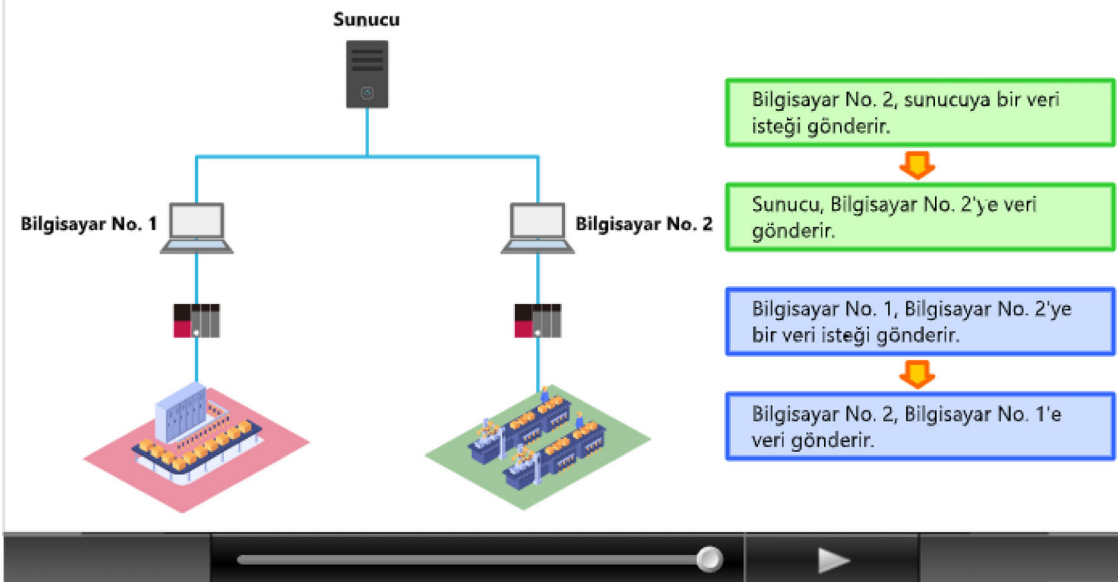 Sunucu
Bilgisayar No. 1
Bilgisayar No. 2
Bilgisayar No. 2, sunucuya bir veri
isteği gönderir.
Sunucu, Bilgisayar No. 2'ye veri
gönderir.
Bilgisayar No. 1, Bilgisayar No. 2'ye
bir veri isteği gönderir.
Bilgisayar No. 2, Bilgisayar No. 1'e
veri gönderir.